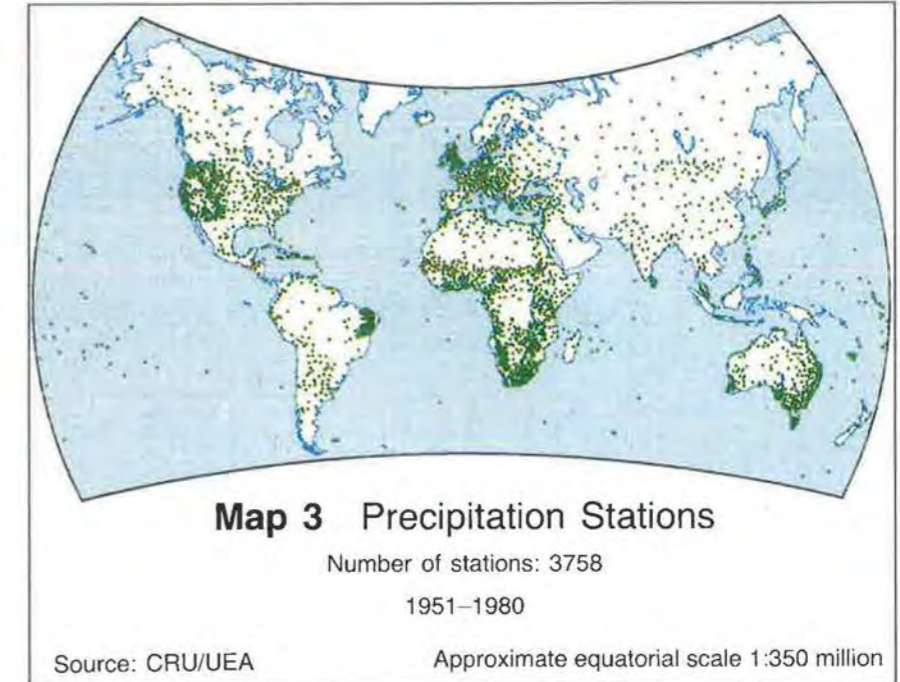 Map 3 Precipitation Stations
Number of stations: 3758
1951–1980
Source: CRU/UEA
Approximate equatorial scale 1:350 million